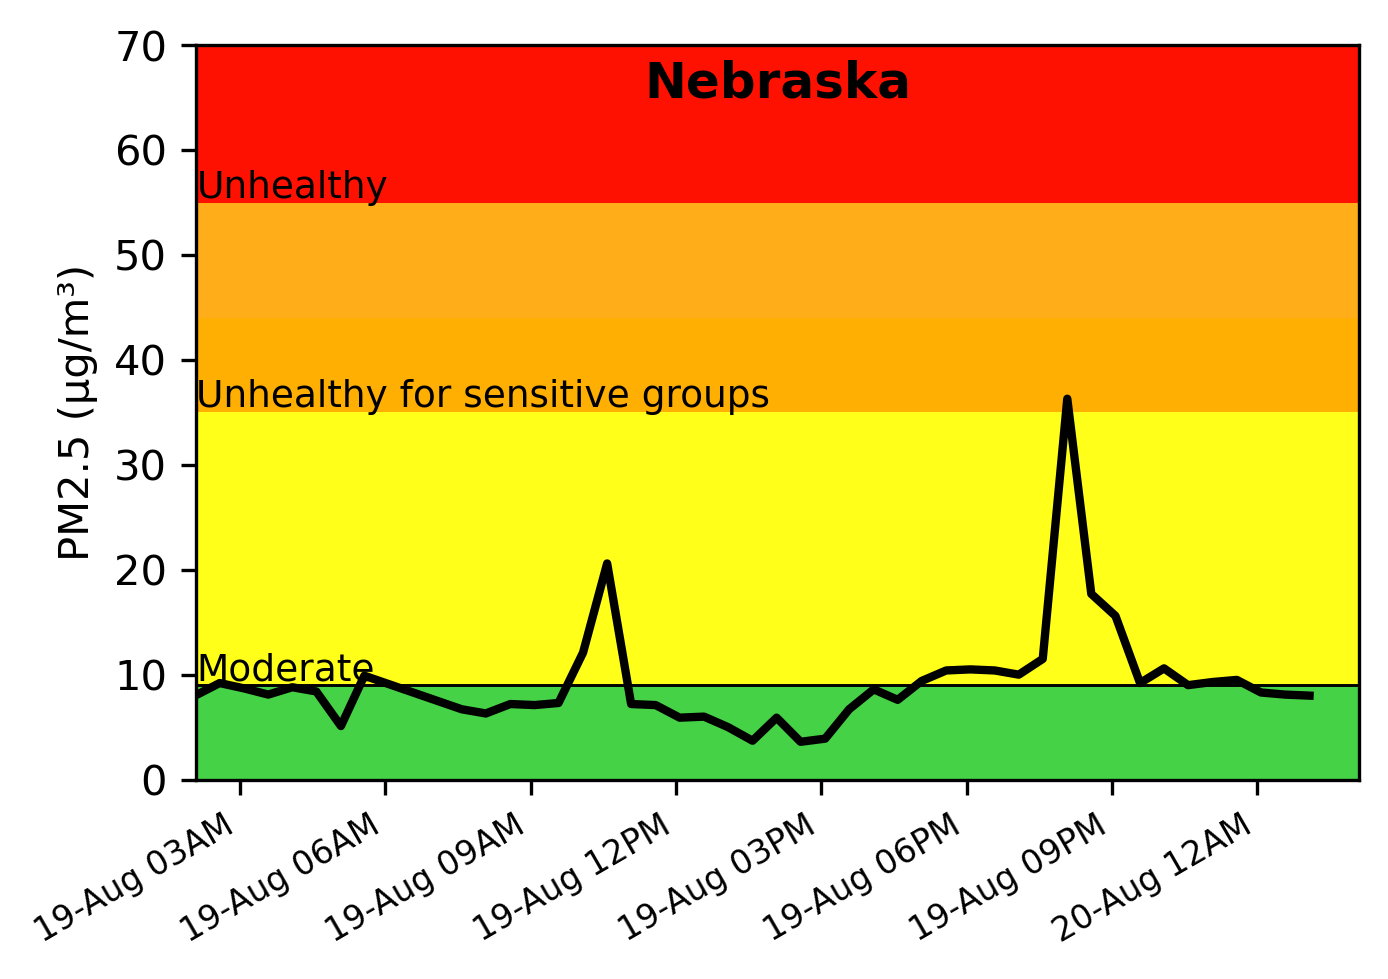 Nebraska
70
60
Unhealthy
50
40
Unhealthy for sensitive groups
30
20
10
Moderate
0
PM2.5 (µg/m³)
19-Aug 03AM
19-Aug 06AM
19-Aug 09AM
19-Aug 12PM
19-Aug 03PM
19-Aug 06PM
19-Aug 09PM
20-Aug 12AM